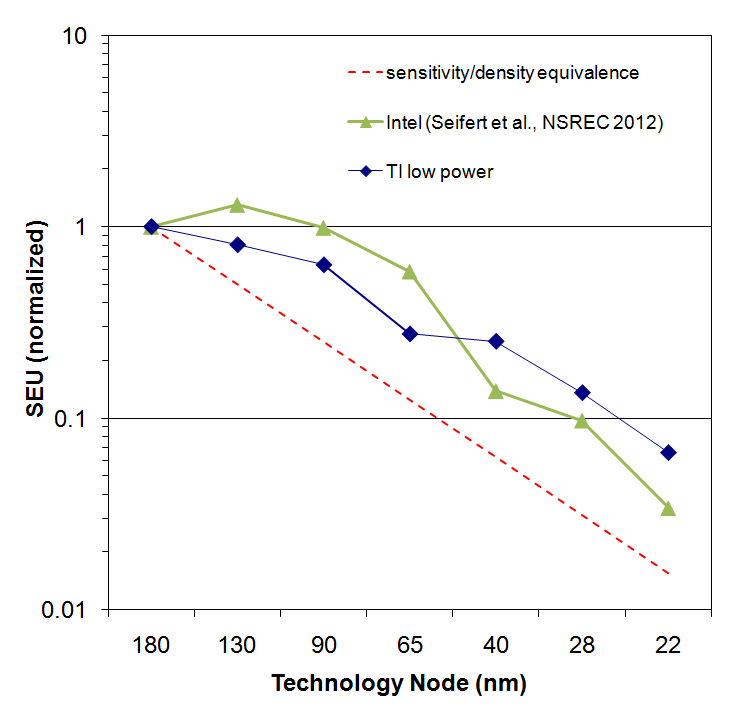 10
1
0.1
0.01
SEU (normalized)
sensitivity/density equivalence
Intel (Seifert et al., NSREC 2012)
TI low power
180 130 90 65 40 28 22
Technology Node (nm)